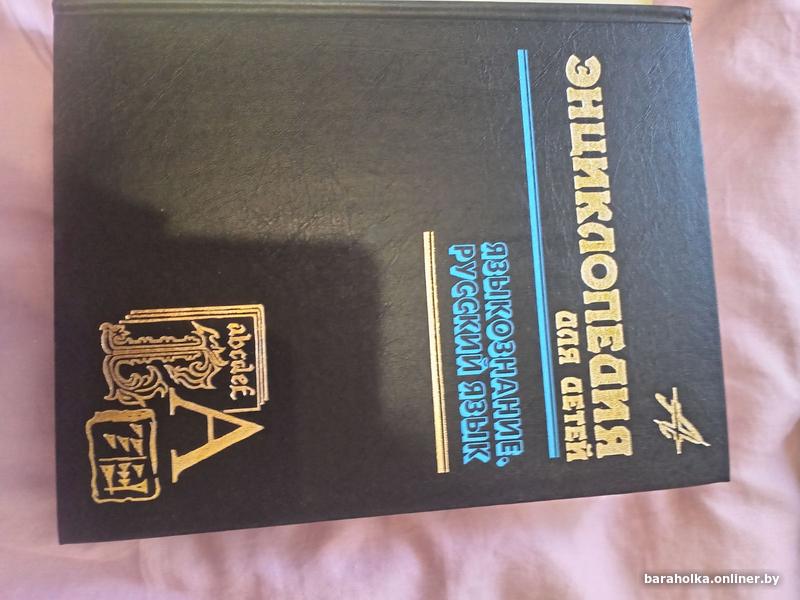 ЭНЦИКЛОПЕДИЯ
ДЛЯ ДЕТЕЙ
ЯЗЫКОЗНАНИЕ.
РУССКИЙ ЯЗЫК
abcdef
A
baraholka.onliner.by